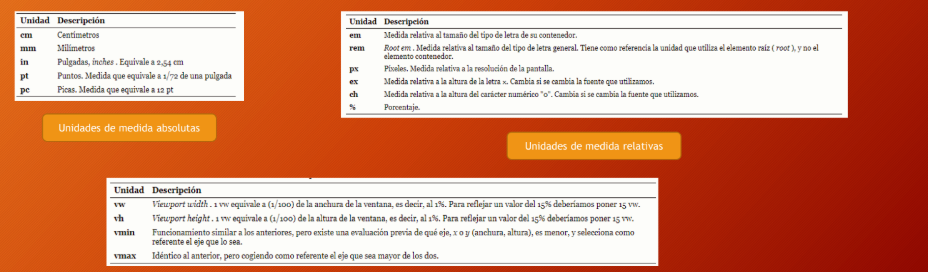 Unidad Descripción
cm Centímetros
mm Milímetros
in Pulgadas, inches . Equivale a 2,54 cm
pt Puntos. Medida que equivale a 1/72 de una pulgada
pc Picas. Medida que equivale a 12 pt
Unidades de medida absolutas
Unidad Descripción
em Medida relativa al tamaño del tipo de letra de su contenedor.
rem Root em . Medida relativa al tamaño del tipo de letra general. Tiene como referencia la unidad que utiliza el elemento raíz ( root ), y no el
elemento contenedor.
px Píxeles. Medida relativa a la resolución de la pantalla.
ex Medida relativa a la altura de la letra x. Cambia si se cambia la fuente que utilizamos.
ch Medida relativa a la altura del carácter numérico "0". Cambia si se cambia la fuente que utilizamos.
% Porcentaje.
Unidades de medida relativas
Unidad Descripción
vw Viewport width . 1 vw equivale a (1/100) de la anchura de la ventana, es decir, al 1%. Para reflejar un valor del 15% deberíamos poner 15 vw.
vh Viewport height . 1 vw equivale a (1/100) de la altura de la ventana, es decir, al 1%. Para reflejar un valor del 15% deberíamos poner 15 vw.
vmin Funcionamiento similar a los anteriores, pero existe una evaluación previa de qué eje, x o y (anchura, altura), es menor, y selecciona como
referente el eje que lo sea.
vmax Idéntico al anterior, pero cogiendo como referente el eje que sea mayor de los dos.